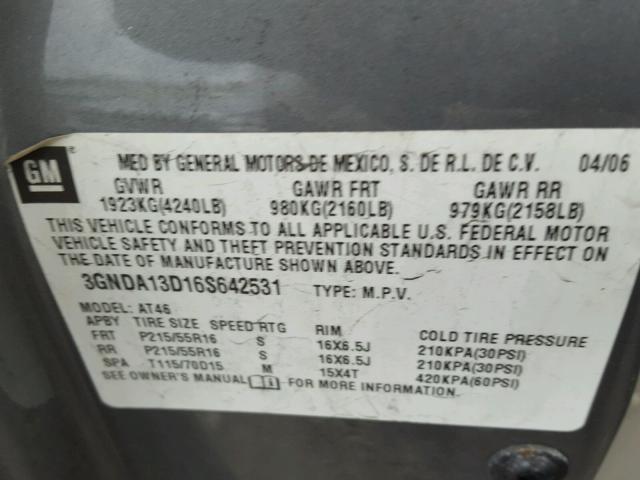 GM
MFD BY GENERAL MOTORS DE MEXICO, S. DE R.L. DE C.V. 04/06
GVWR GAWR FRT GAWR RR
1923KG(4240LB) 980KG(2160LB) 979KG(2158LB)
THIS VEHICLE CONFORMS TO ALL APPLICABLE U.S. FEDERAL MOTOR
VEHICLE SAFETY AND THEFT PREVENTION STANDARDS IN EFFECT ON
THE DATE OF MANUFACTURE SHOWN ABOVE.
3GNDA13D16S642531 TYPE: M.P.V.
MODEL: AT46
APBY TIRE SIZE SPEED RTG RIM COLD TIRE PRESSURE
FRT P215/55R16 S 16X6.5J 210KPA(30PSI)
RR P215/55R16 S 16X6.5J 210KPA(30PSI)
SPA T115/70D15 M 15X4T 420KPA(60PSI)
SEE OWNER'S MANUAL FOR MORE INFORMATION.